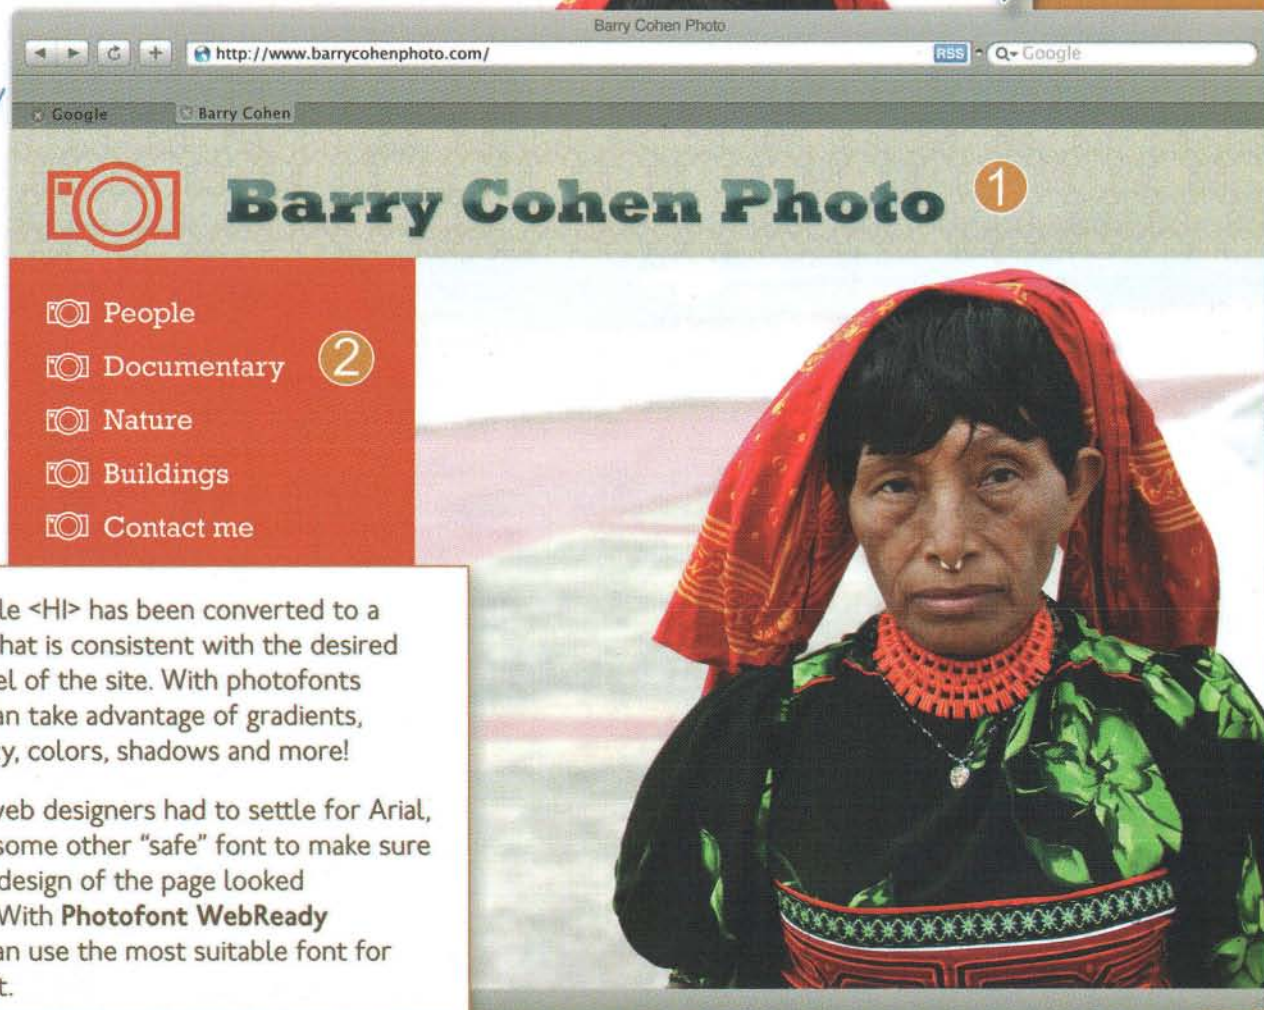 Barry Cohen Photo
http://www.barrycohenphoto.com/
RSS
Google
Google
Barry Cohen
Barry Cohen Photo
1
People
Documentary
2
Nature
Buildings
Contact me
le <HI> has been converted to a
hat is consistent with the desired
el of the site. With photofonts
an take advantage of gradients,
y, colors, shadows and more!
web designers had to settle for Arial,
some other “safe” font to make sure
design of the page looked
With Photofont WebReady
an use the most suitable font for
t.